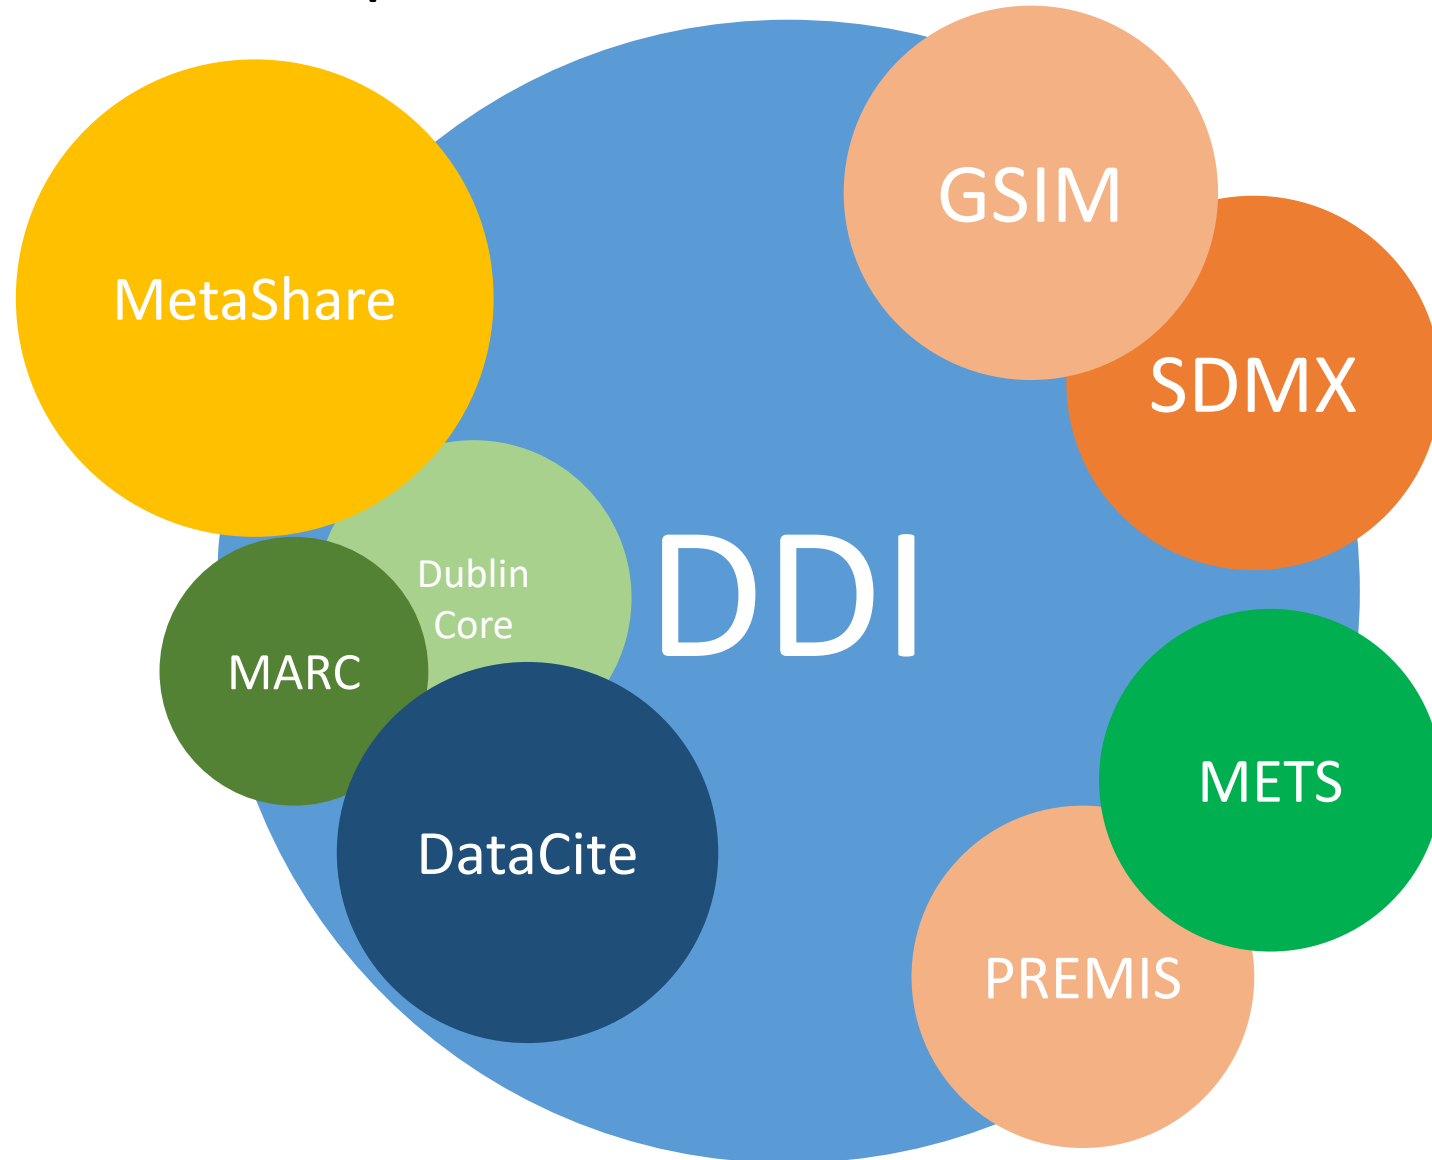 GSIM
MetaShare
SDMX
Dublin
Core
DDI
MARC
METS
DataCite
PREMIS